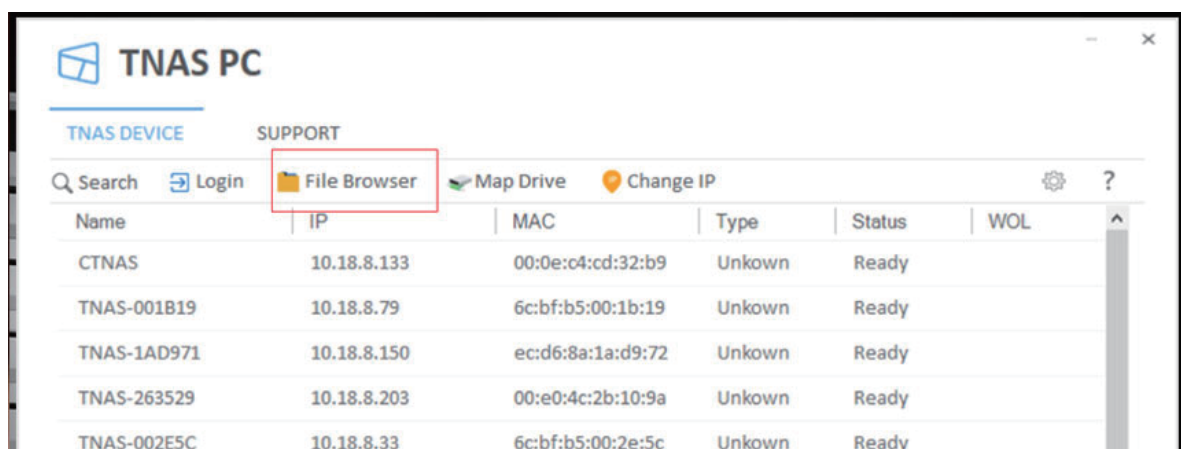 TNAS PC
TNAS DEVICE SUPPORT
Search Login File Browser Map Drive Change IP ?
Name IP MAC Type Status WOL
CTNAS 10.18.8.133 00:0e:c4:cd:32:b9 Unkown Ready
TNAS-001B19 10.18.8.79 6c:bf:b5:00:1b:19 Unkown Ready
TNAS-1AD971 10.18.8.150 ec:d6:8a:1a:d9:72 Unkown Ready
TNAS-263529 10.18.8.203 00:e0:4c:2b:10:9a Unkown Ready
TNAS-002E5C 10.18.8.33 6c:bf:b5:00:2e:5c Unkown Ready